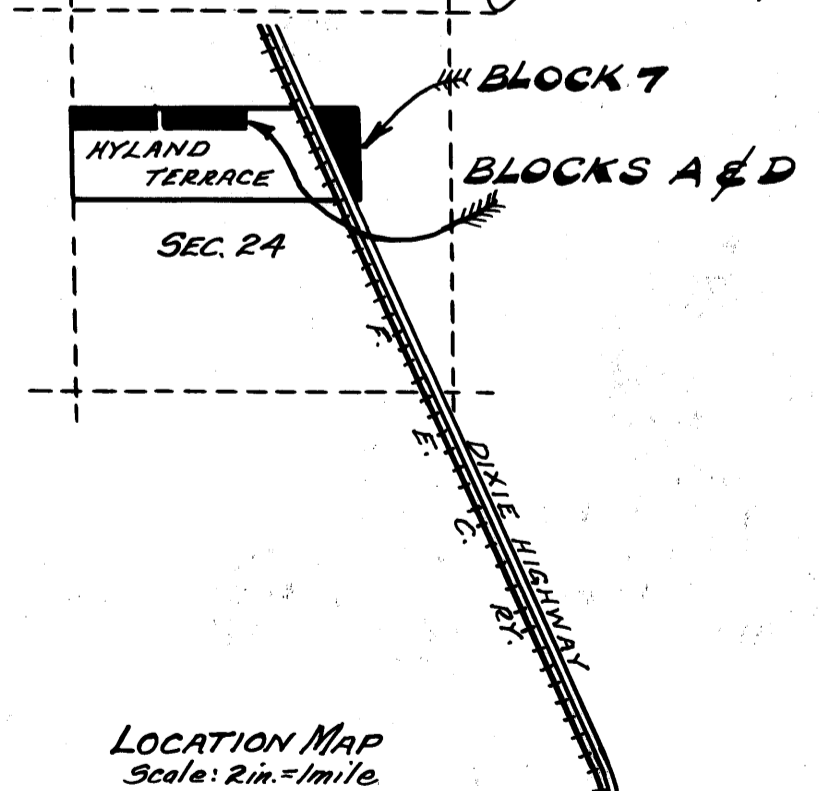 BLOCK 7
HYLAND
TERRACE
BLOCKS A & D
SEC. 24
F. E. C. RY.
DIXIE HIGHWAY
LOCATION MAP
Scale: 2in.=1mile